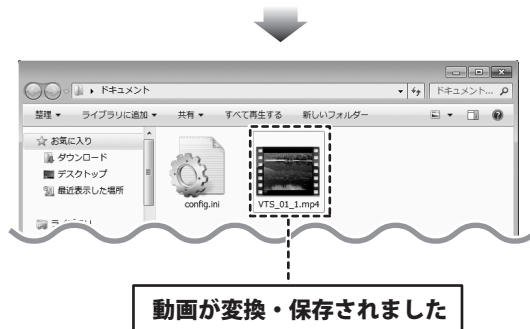 ドキュメント
ドキュメント...
整理 ライブラリに追加 共有 すべて再生する 新しいフォルダー
お気に入り
ダウンロード
デスクトップ
最近表示した場所
config.ini
VTS_01_1.mp4
動画が変換・保存されました